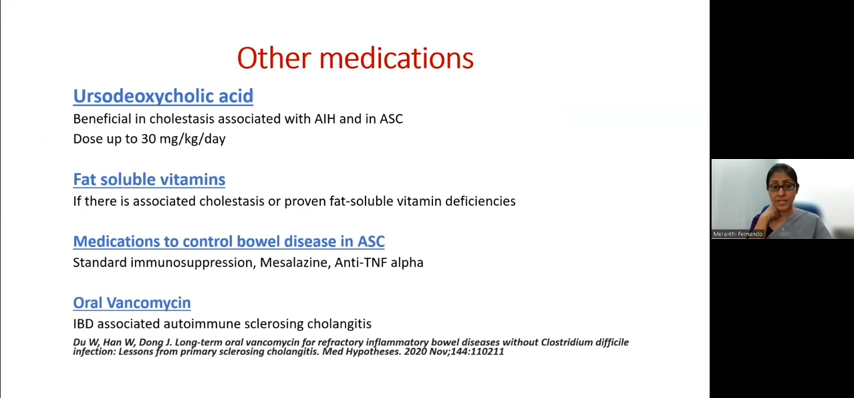 Other medications
Ursodeoxycholic acid
Beneficial in cholestasis associated with AIH and in ASC
Dose up to 30 mg/kg/day
Fat soluble vitamins
If there is associated cholestasis or proven fat-soluble vitamin deficiencies
Medications to control bowel disease in ASC
Standard immunosuppression, Mesalazine, Anti-TNF alpha
Oral Vancomycin
IBD associated autoimmune sclerosing cholangitis
Du W, Han W, Dong J. Long-term oral vancomycin for refractory inflammatory bowel diseases without Clostridium difficile
infection: Lessons from primary sclerosing cholangitis. Med Hypotheses. 2020 Nov;144:110211
Meranthi Fernando